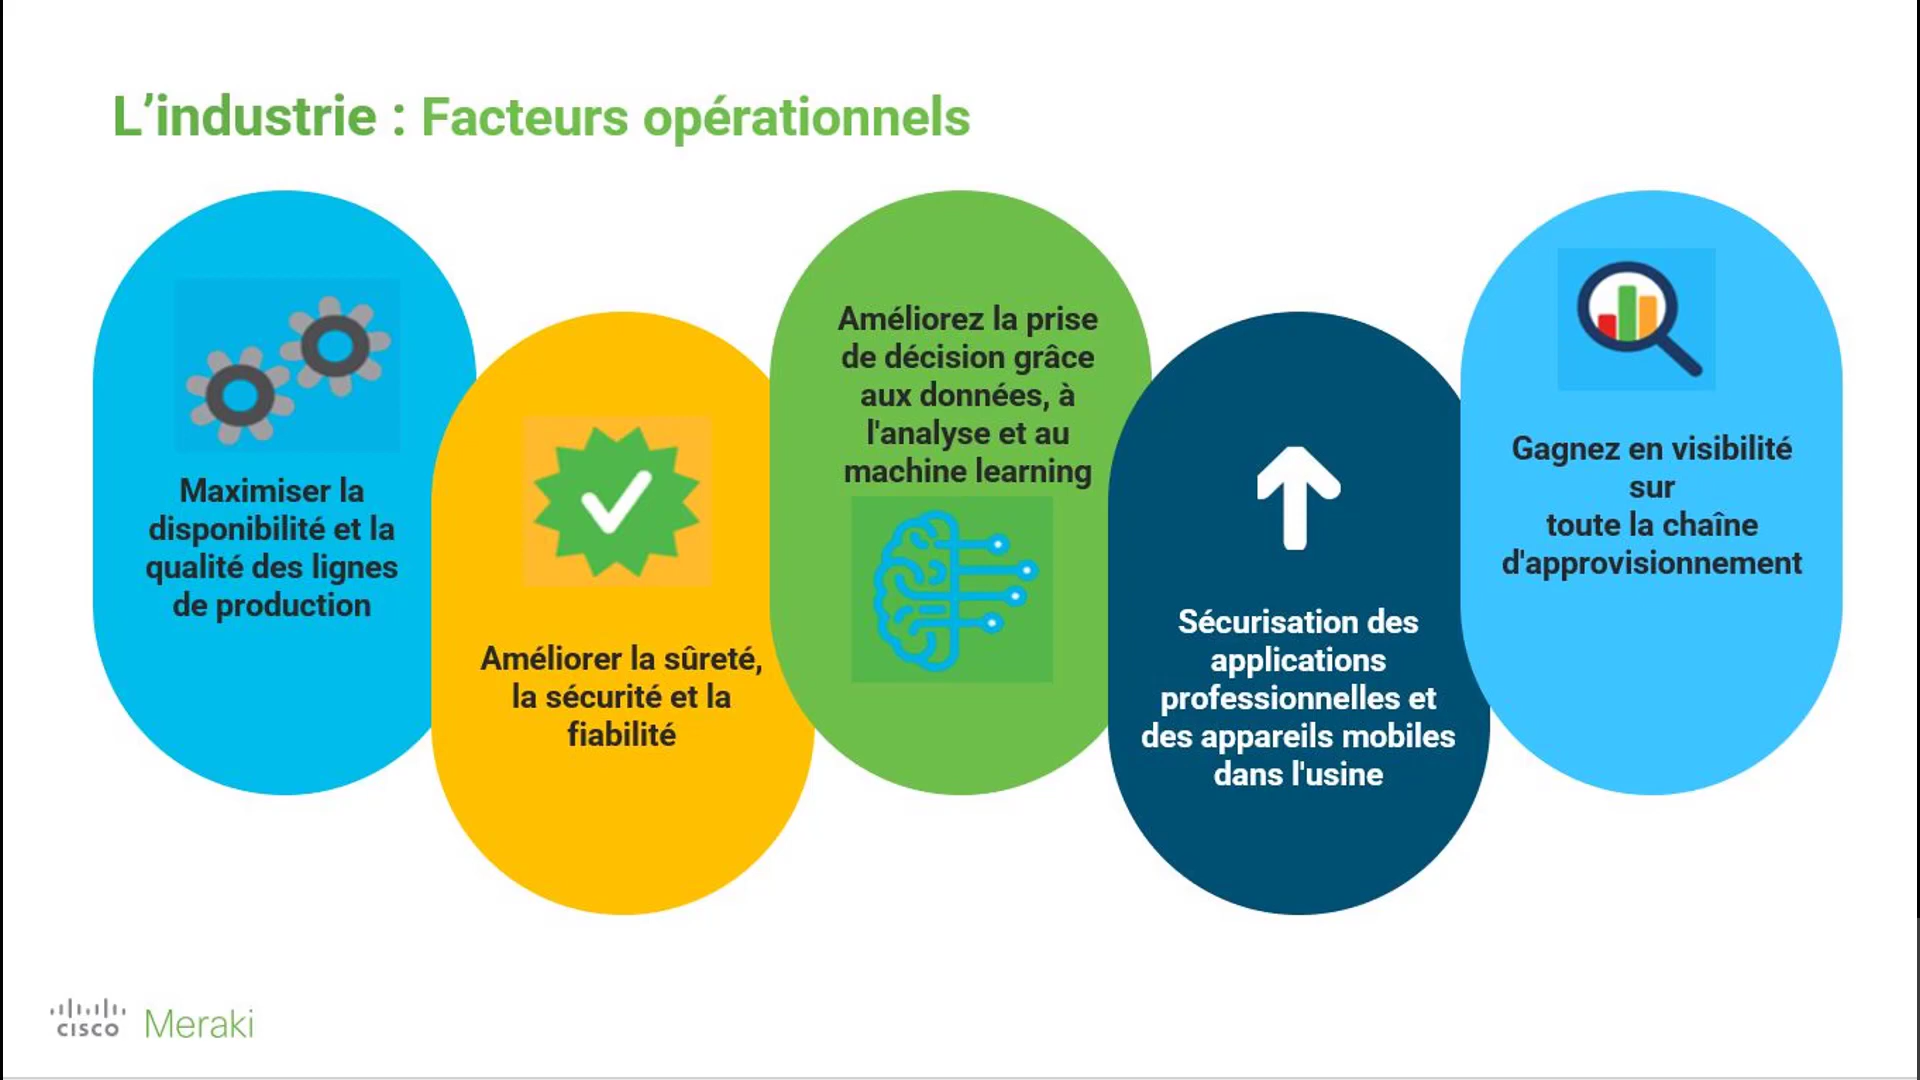 L’industrie : Facteurs opérationnels
Maximiser la
disponibilité et la
qualité des lignes
de production
Améliorer la sûreté,
la sécurité et la
fiabilité
Améliorez la prise
de décision grâce
aux données, à
l'analyse et au
machine learning
Sécurisation des
applications
professionnelles et
des appareils mobiles
dans l'usine
Gagnez en visibilité
sur
toute la chaîne
d'approvisionnement
CISCO Meraki